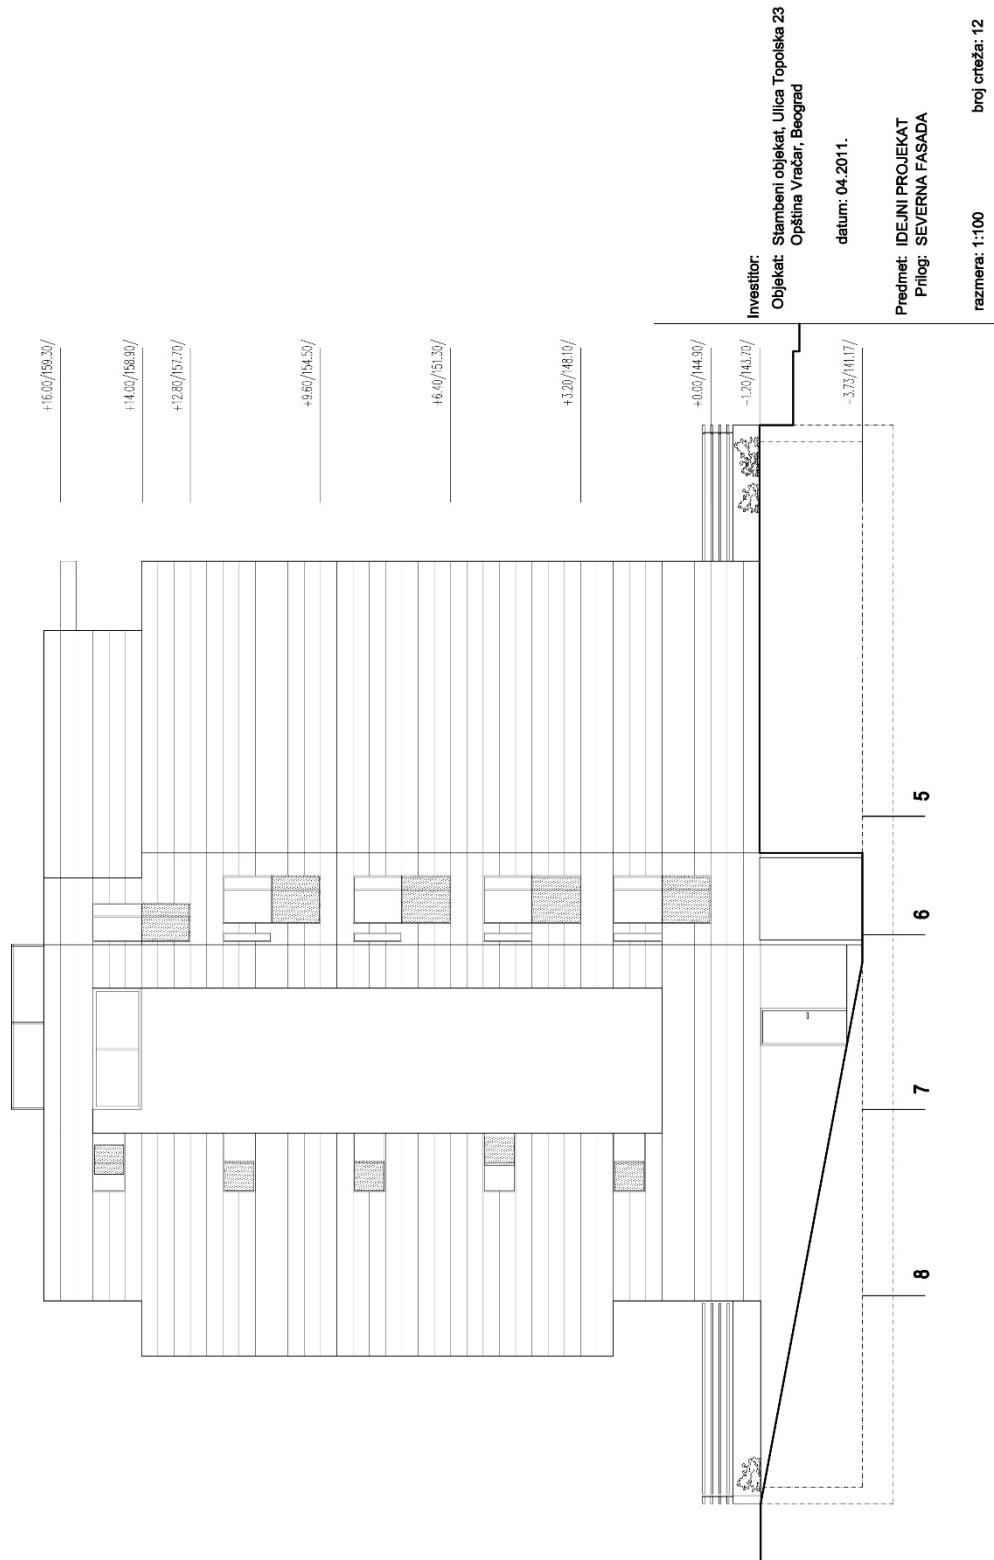 +16.00/159.30/
+14.00/158.90/
+12.80/157.70/
+9.60/154.50/
+6.40/151.30/
+3.20/148.10/
+0.00/144.90/
-1.20/143.70/
-3.73/141.17/
8
7
6
5
Investitor:
Objekat: Stambeni objekat, Ulica Topolska 23
Opština Vračar, Beograd
datum: 04.2011.
Predmet: IDEJNI PROJEKAT
Prilog: SEVERNA FASADA
razmera: 1:100 broj crteža: 12